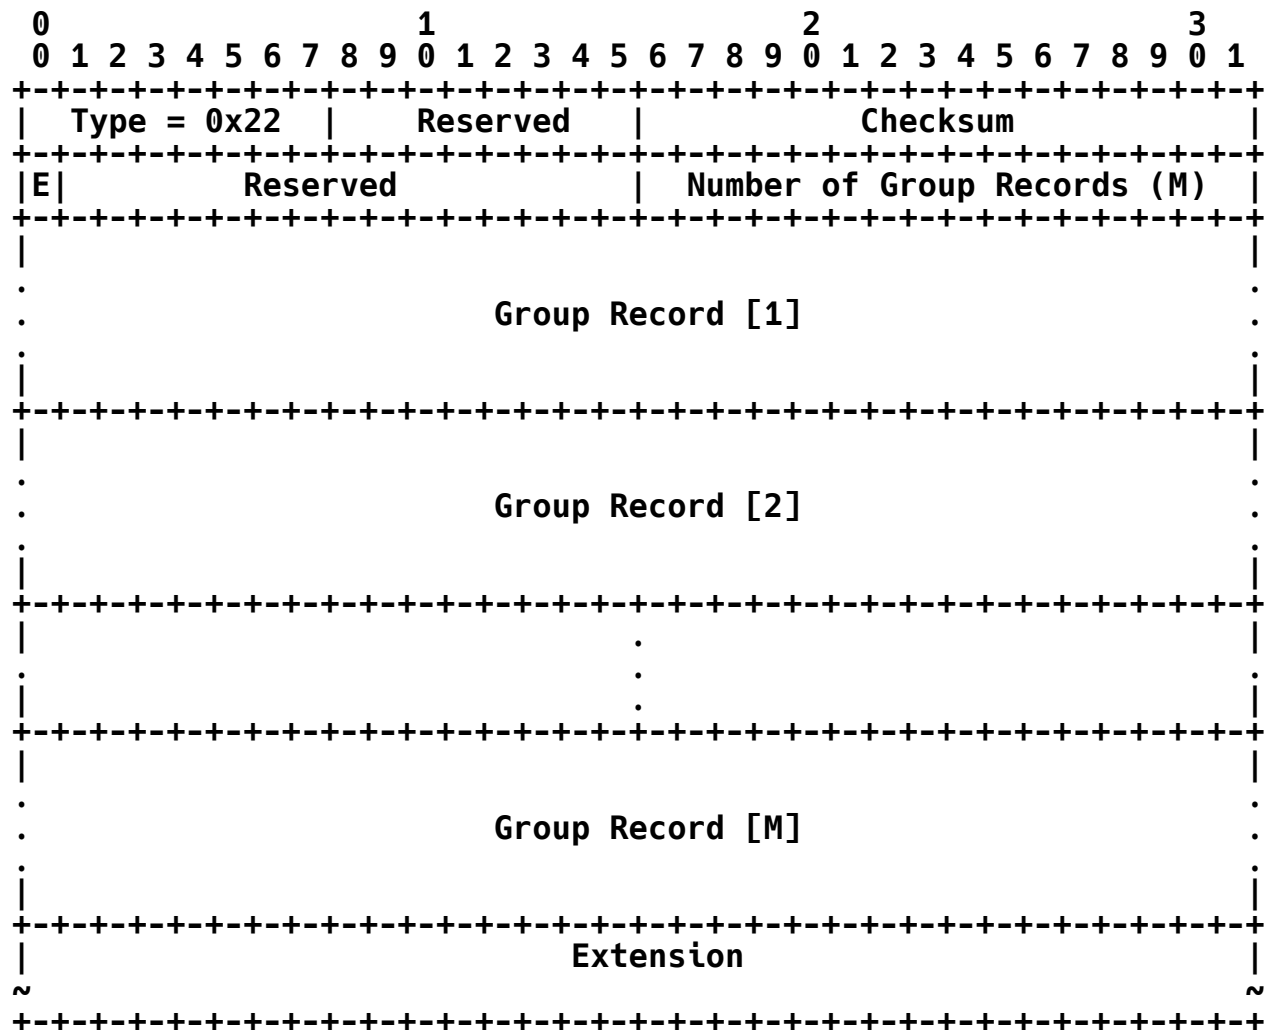 0                   1                   2                   3
 0 1 2 3 4 5 6 7 8 9 0 1 2 3 4 5 6 7 8 9 0 1 2 3 4 5 6 7 8 9 0 1
+-+-+-+-+-+-+-+-+-+-+-+-+-+-+-+-+-+-+-+-+-+-+-+-+-+-+-+-+-+-+-+-+
|  Type = 0x22  |    Reserved   |           Checksum            |
+-+-+-+-+-+-+-+-+-+-+-+-+-+-+-+-+-+-+-+-+-+-+-+-+-+-+-+-+-+-+-+-+
|E|         Reserved            |  Number of Group Records (M)  |
+-+-+-+-+-+-+-+-+-+-+-+-+-+-+-+-+-+-+-+-+-+-+-+-+-+-+-+-+-+-+-+-+
|                                                               |
.                                                               .
.                        Group Record [1]                       .
.                                                               .
|                                                               |
+-+-+-+-+-+-+-+-+-+-+-+-+-+-+-+-+-+-+-+-+-+-+-+-+-+-+-+-+-+-+-+-+
|                                                               |
.                                                               .
.                        Group Record [2]                       .
.                                                               .
|                                                               |
+-+-+-+-+-+-+-+-+-+-+-+-+-+-+-+-+-+-+-+-+-+-+-+-+-+-+-+-+-+-+-+-+
|                               .                               |
.                               .                               .
|                               .                               |
+-+-+-+-+-+-+-+-+-+-+-+-+-+-+-+-+-+-+-+-+-+-+-+-+-+-+-+-+-+-+-+-+
|                                                               |
.                                                               .
.                        Group Record [M]                       .
.                                                               .
|                                                               |
+-+-+-+-+-+-+-+-+-+-+-+-+-+-+-+-+-+-+-+-+-+-+-+-+-+-+-+-+-+-+-+-+
|                            Extension                          |
~                                                               ~
+-+-+-+-+-+-+-+-+-+-+-+-+-+-+-+-+-+-+-+-+-+-+-+-+-+-+-+-+-+-+-+-+